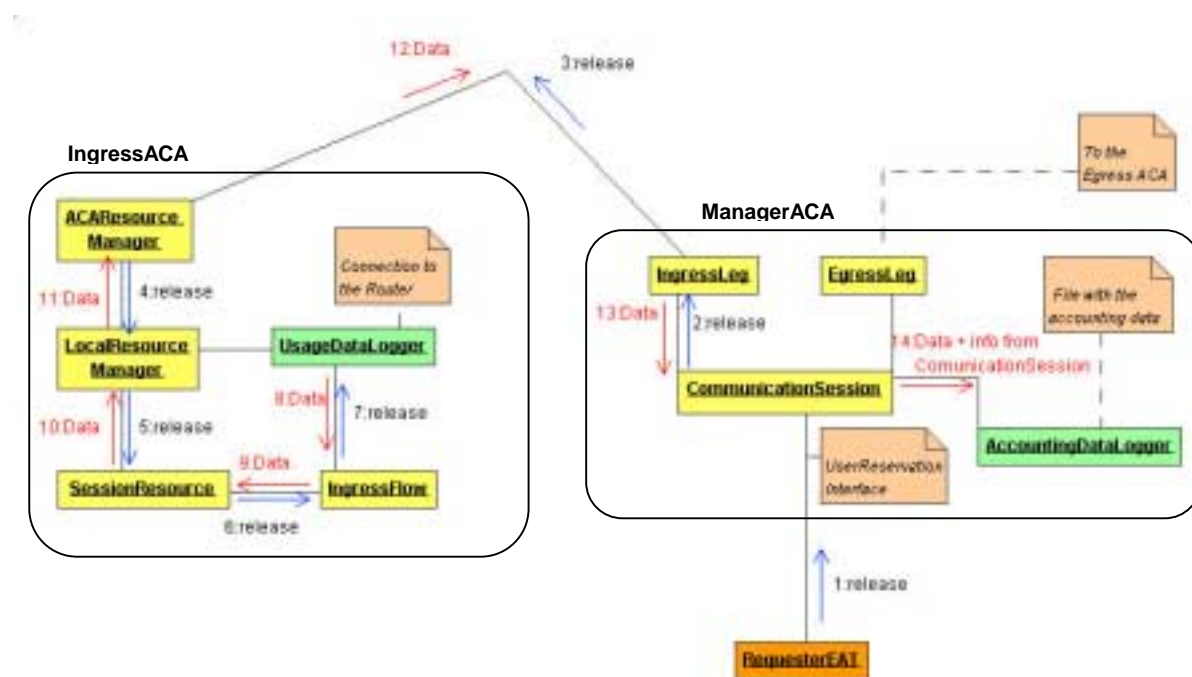 12:Data
3:release
IngressACA
To the
Egress ACA
ManagerACA
ACAResource
Manager
Connection to
the Router
IngressLeg
EgressLeg
File with the
accounting data
11:Data
4:release
13:Data
2:release
LocalResource
Manager
UsageDataLogger
14:Data + info from
ComunicationSession
CommunicationSession
8:Data
7:release
10:Data
5:release
9:Data
AccountingDataLogger
UserReservation
Interface
SessionResource
IngressFlow
6:release
1:release
RequesterEAT